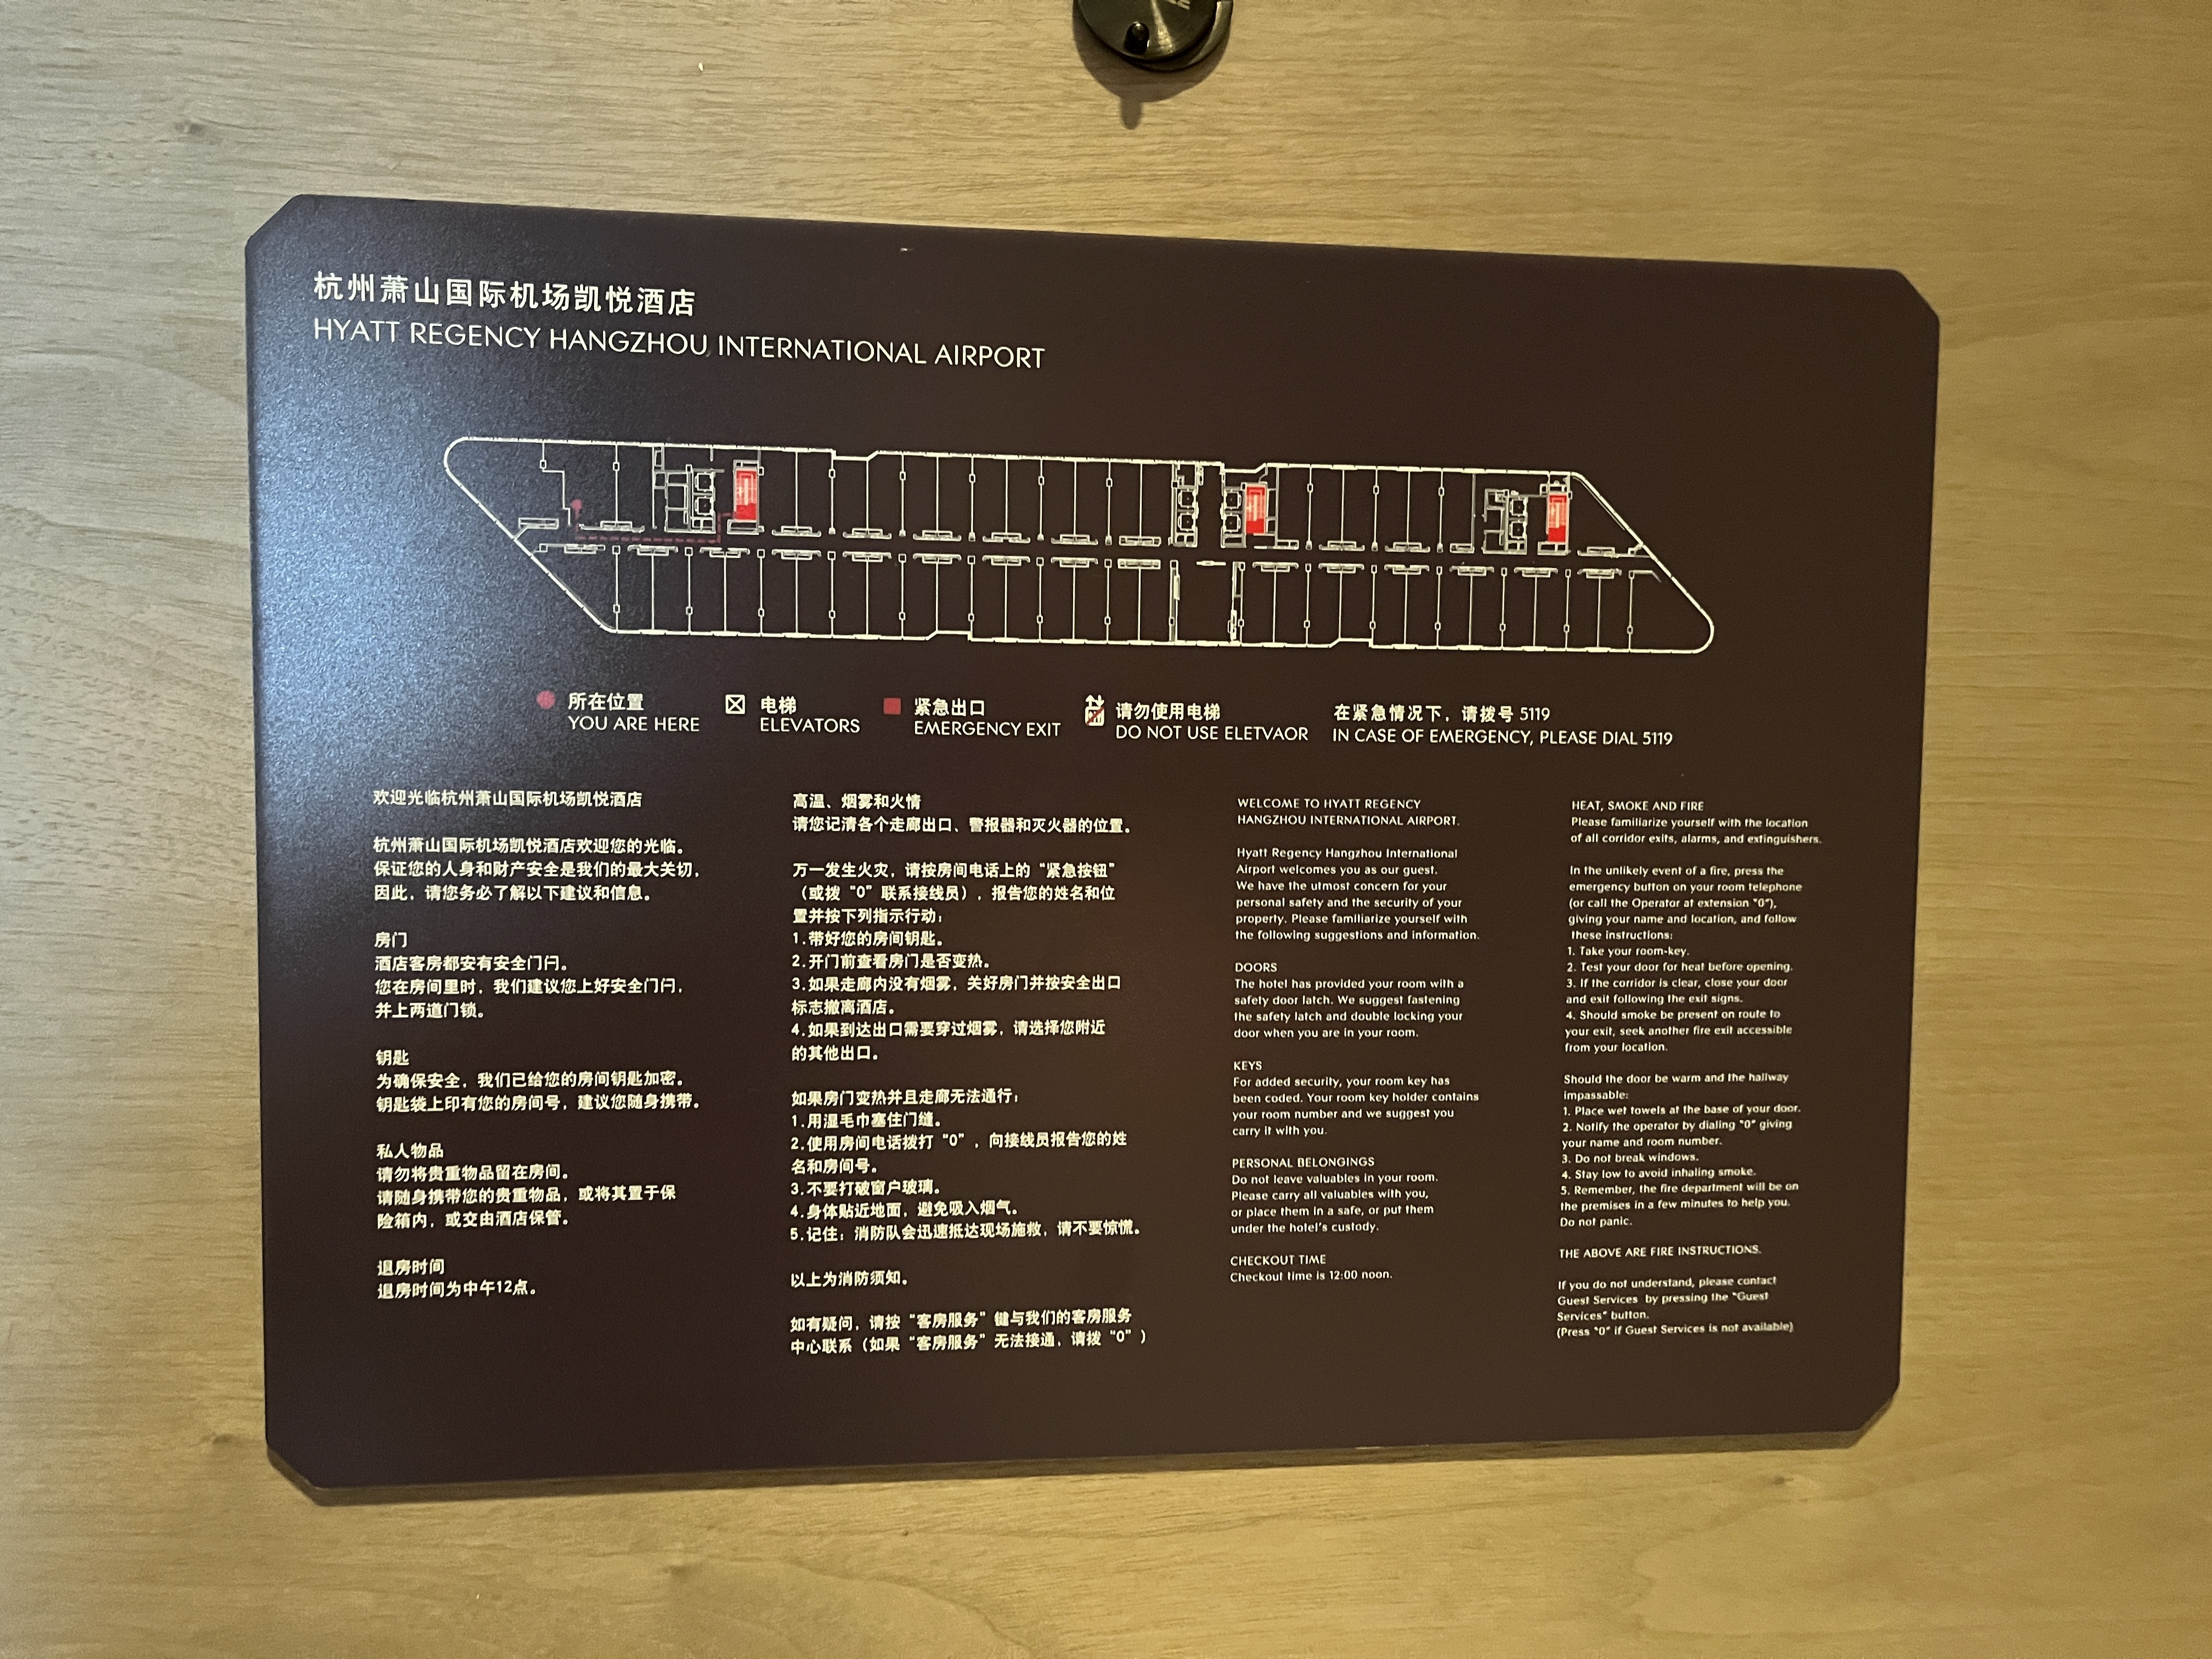 杭州萧山国际机场凯悦酒店
HYATT REGENCY HANGZHOU INTERNATIONAL AIRPORT
所在位置
YOU ARE HERE
电梯
ELEVATORS
紧急出口
EMERGENCY EXIT
请勿使用电梯
DO NOT USE ELETVAOR
在紧急情况下，请拨号 5119
IN CASE OF EMERGENCY, PLEASE DIAL 5119
欢迎光临杭州萧山国际机场凯悦酒店
杭州萧山国际机场凯悦酒店欢迎您的光临。
保证您的人身和财产安全是我们的最大关切，
因此，请您务必了解以下建议和信息。
房门
酒店客房都安有安全门闩。
您在房间里时，我们建议您上好安全门闩，
并上两道门锁。
钥匙
为确保安全，我们已给您的房间钥匙加密。
钥匙袋上印有您的房间号，建议您随身携带。
私人物品
请勿将贵重物品留在房间。
请随身携带您的贵重物品，或将其置于保
险箱内，或交由酒店保管。
退房时间
退房时间为中午12点。
高温、烟雾和火情
请您记清各个走廊出口、警报器和灭火器的位置。
万一发生火灾，请按房间电话上的“紧急按钮”
（或拨“0”联系接线员），报告您的姓名和位
置并按下列指示行动：
1.带好您的房间钥匙。
2.开门前查看房门是否变热。
3.如果走廊内没有烟雾，关好房门并按安全出口
标志撤离酒店。
4.如果到达出口需要穿过烟雾，请选择您附近
的其他出口。
如果房门变热并且走廊无法通行：
1.用湿毛巾塞住门缝。
2.使用房间电话拨打“0”，向接线员报告您的姓
名和房间号。
3.不要打破窗户玻璃。
4.身体贴近地面，避免吸入烟气。
5.记住：消防队会迅速抵达现场施救，请不要惊慌。
以上为消防须知。
如有疑问，请按“客房服务”键与我们的客房服务
中心联系（如果“客房服务”无法接通，请拨“0”）
WELCOME TO HYATT REGENCY
HANGZHOU INTERNATIONAL AIRPORT.
Hyatt Regency Hangzhou International
Airport welcomes you as our guest.
We have the utmost concern for your
personal safety and the security of your
property. Please familiarize yourself with
the following suggestions and information.
DOORS
The hotel has provided your room with a
safety door latch. We suggest fastening
the safety latch and double locking your
door when you are in your room.
KEYS
For added security, your room key has
been coded. Your room key holder contains
your room number and we suggest you
carry it with you.
PERSONAL BELONGINGS
Do not leave valuables in your room.
Please carry all valuables with you,
or place them in a safe, or put them
under the hotel's custody.
CHECKOUT TIME
Checkout time is 12:00 noon.
HEAT, SMOKE AND FIRE
Please familiarize yourself with the location
of all corridor exits, alarms, and extinguishers.
In the unlikely event of a fire, press the
emergency button on your room telephone
(or call the Operator at extension "0"),
giving your name and location, and follow
these instructions:
1. Take your room-key.
2. Test your door for heat before opening.
3. If the corridor is clear, close your door
and exit following the exit signs.
4. Should smoke be present on route to
your exit, seek another fire exit accessible
from your location.
Should the door be warm and the hallway
impassable:
1. Place wet towels at the base of your door.
2. Notify the operator by dialing "0" giving
your name and room number.
3. Do not break windows.
4. Stay low to avoid inhaling smoke.
5. Remember, the fire department will be on
the premises in a few minutes to help you.
Do not panic.
THE ABOVE ARE FIRE INSTRUCTIONS.
If you do not understand, please contact
Guest Services by pressing the "Guest
Services" button.
(Press "0" if Guest Services is not available)